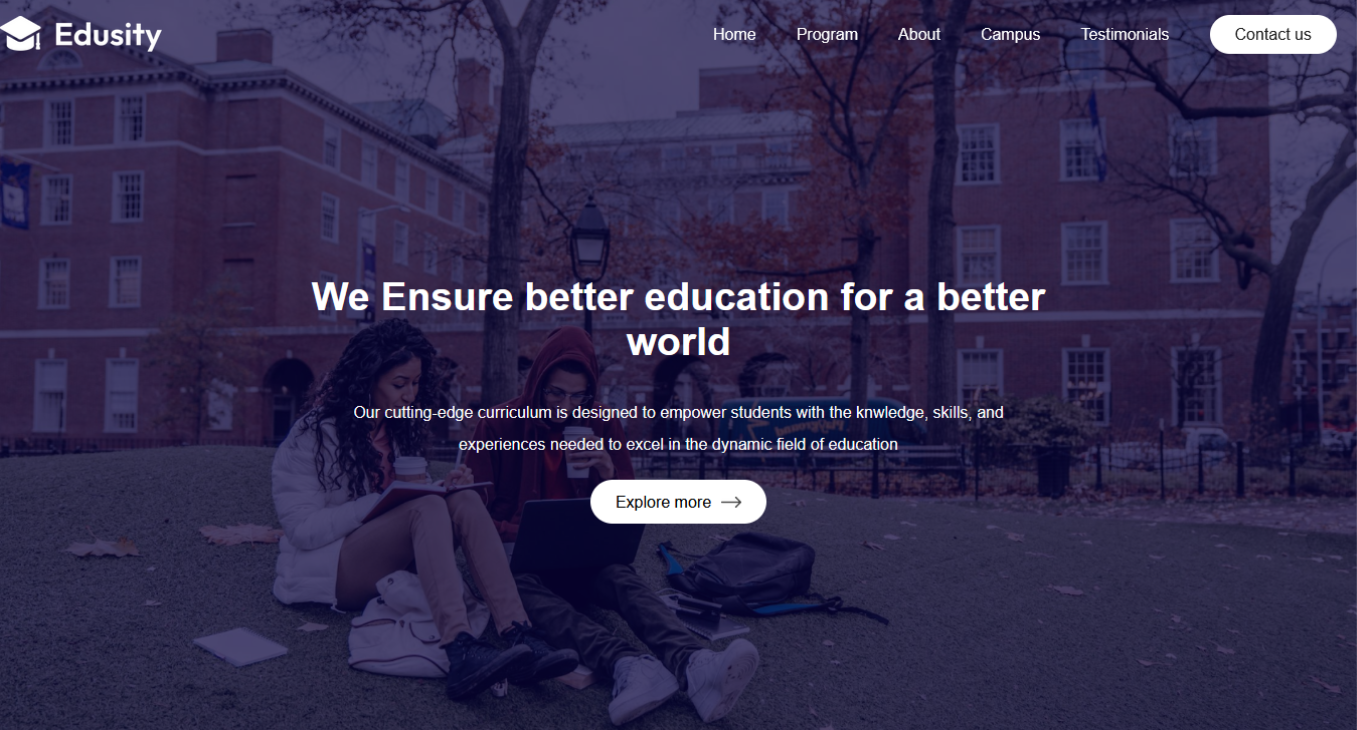 Edusity
Home Program About Campus Testimonials Contact us
We Ensure better education for a better
world
Our cutting-edge curriculum is designed to empower students with the knwledge, skills, and
experiences needed to excel in the dynamic field of education
Explore more